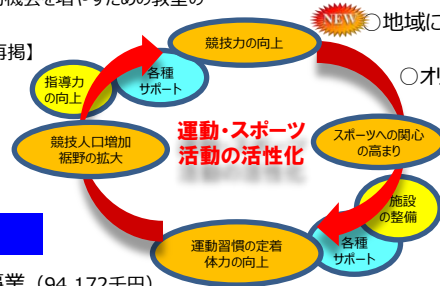 機会を増やすための教室の
再掲】
NEW ○地域に
○オリ
競技力の向上
各種
サポート
指導力
の向上
競技人口増加
裾野の拡大
運動・スポーツ
活動の活性化
スポーツへの関心
の高まり
施設
の整備
各種
サポート
運動習慣の定着
体力の向上
事業（94,172千円）